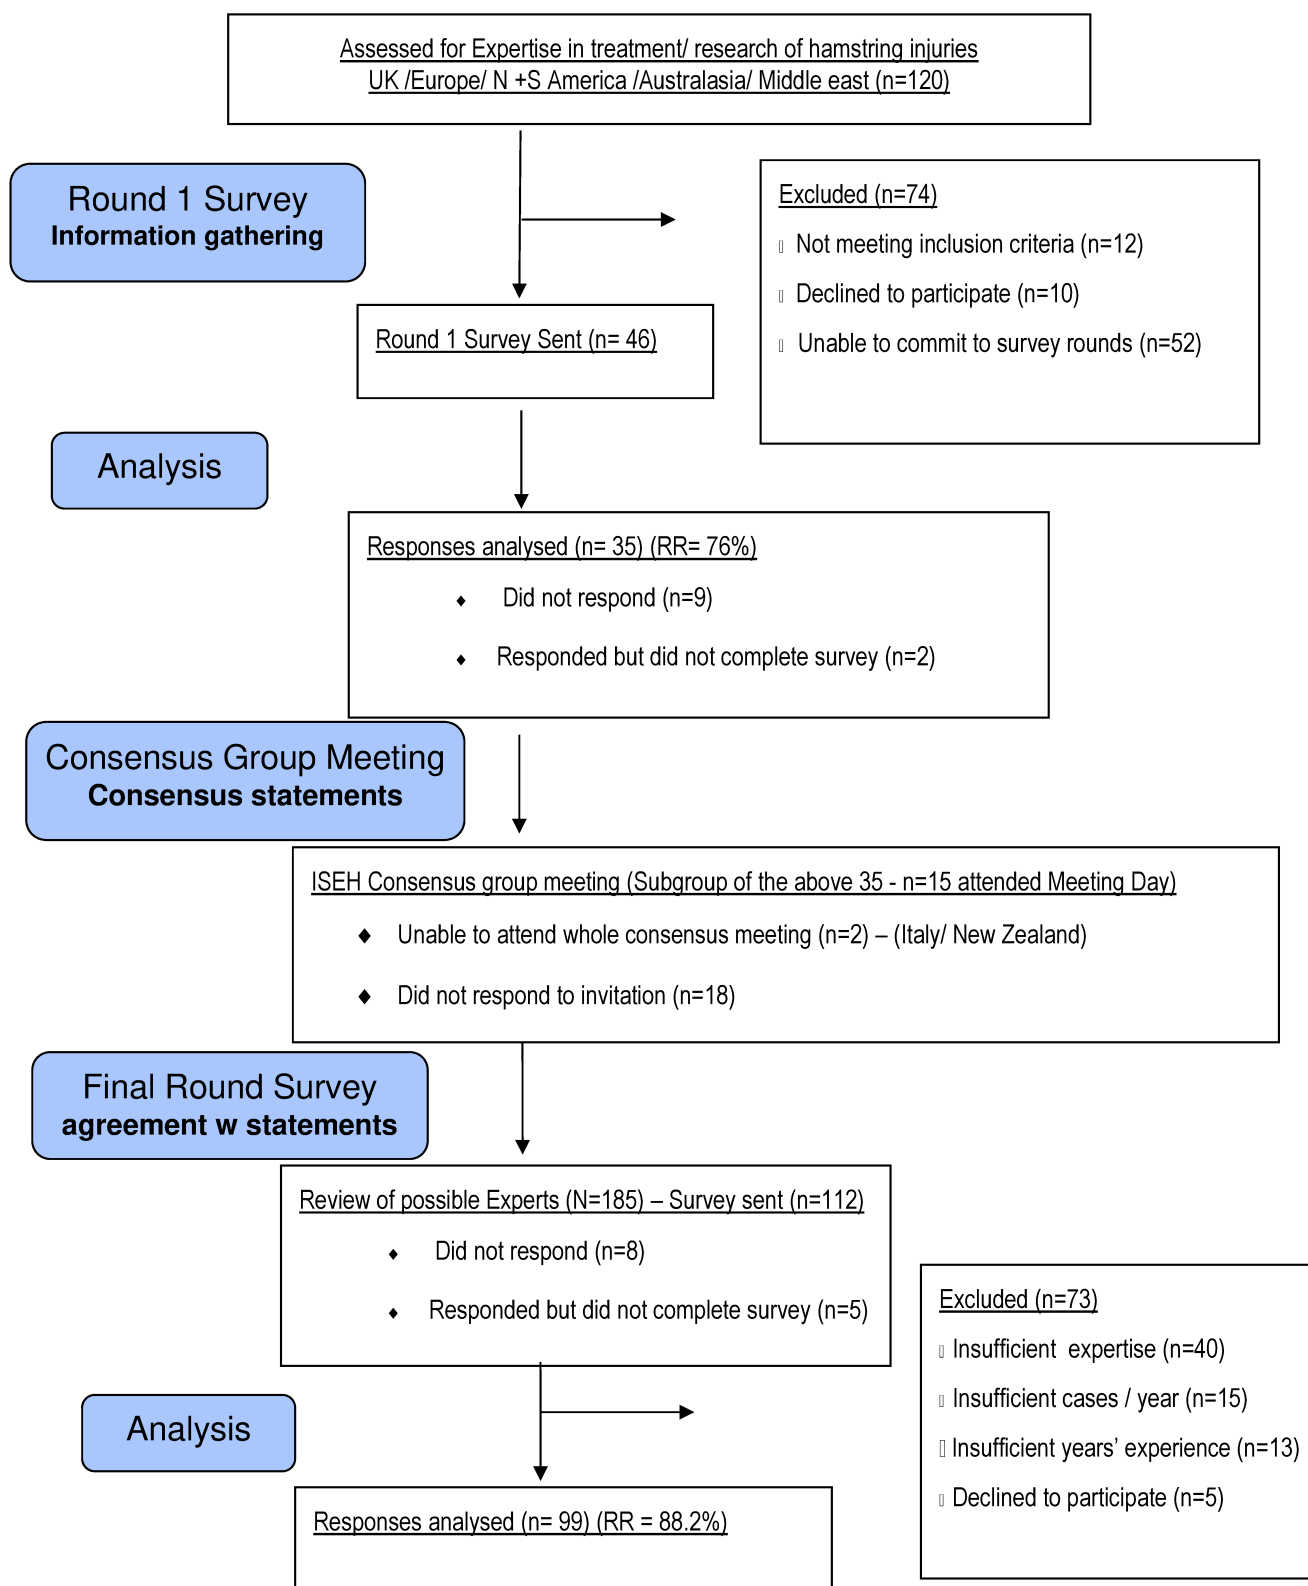 Assessed for Expertise in treatment/ research of hamstring injuries
UK /Europe/ N +S America /Australasia/ Middle east (n=120)
Round 1 Survey
Information gathering
Excluded (n=74)
Not meeting inclusion criteria (n=12)
Declined to participate (n=10)
Unable to commit to survey rounds (n=52)
Round 1 Survey Sent (n= 46)
Analysis
Responses analysed (n= 35) (RR= 76%)
Did not respond (n=9)
Responded but did not complete survey (n=2)
Consensus Group Meeting
Consensus statements
ISEH Consensus group meeting (Subgroup of the above 35 - n=15 attended Meeting Day)
Unable to attend whole consensus meeting (n=2) – (Italy/ New Zealand)
Did not respond to invitation (n=18)
Final Round Survey
agreement w statements
Review of possible Experts (N=185) – Survey sent (n=112)
Did not respond (n=8)
Responded but did not complete survey (n=5)
Excluded (n=73)
Insufficient expertise (n=40)
Insufficient cases / year (n=15)
Insufficient years’ experience (n=13)
Declined to participate (n=5)
Analysis
Responses analysed (n= 99) (RR = 88.2%)